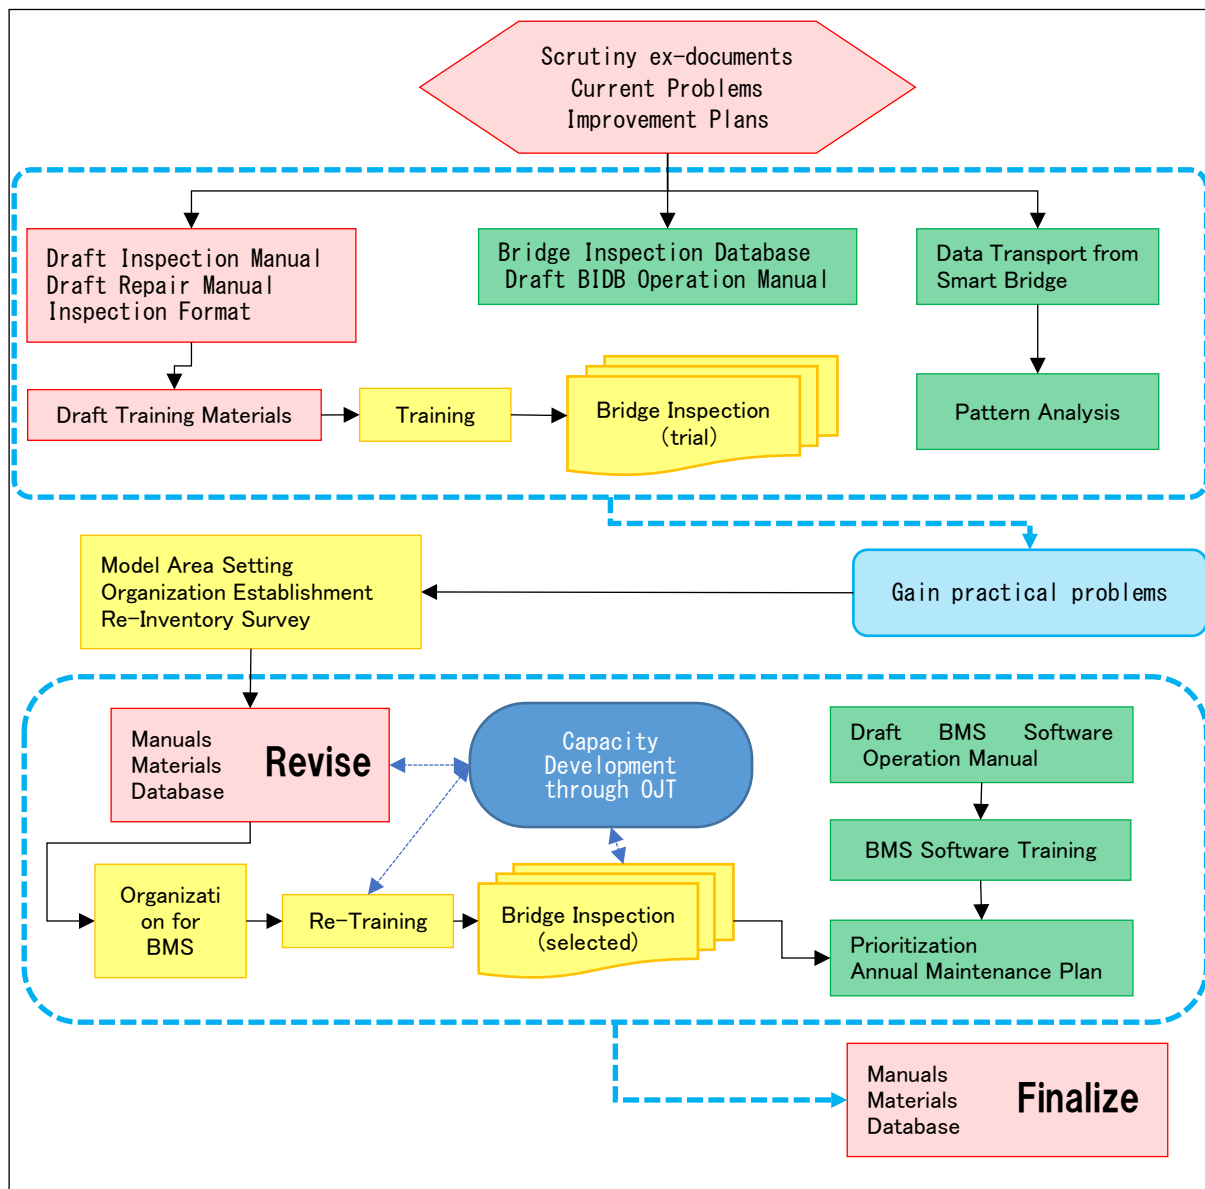 Scrutiny ex-documents
Current Problems
Improvement Plans
Draft Inspection Manual
Draft Repair Manual
Inspection Format
Bridge Inspection Database
Draft BIDB Operation Manual
Data Transport from
Smart Bridge
Draft Training Materials
Training
Bridge Inspection
(trial)
Pattern Analysis
Model Area Setting
Organization Establishment
Re-Inventory Survey
Gain practical problems
Manuals
Materials
Database
Revise
Capacity
Development
through OJT
Draft BMS Software
Operation Manual
BMS Software Training
Organizati
on for
BMS
Re-Training
Bridge Inspection
(selected)
Prioritization
Annual Maintenance Plan
Manuals
Materials
Database
Finalize